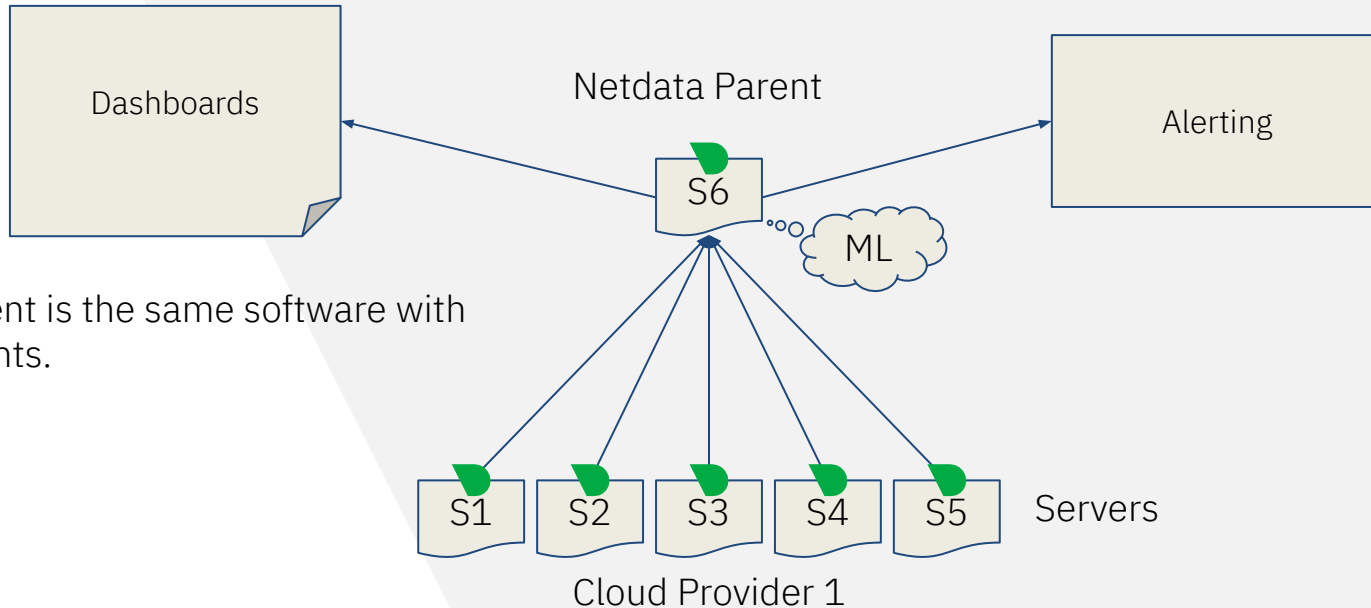 Dashboards
Netdata Parent
Alerting
S6
ML
ent is the same software with
nts.
S1
S2
S3
S4
S5
Servers
Cloud Provider 1